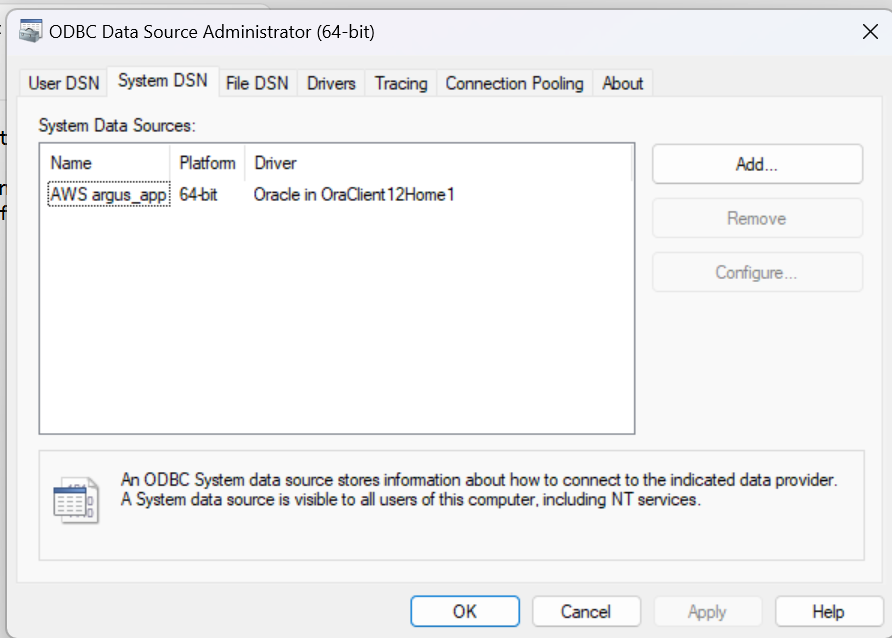 ODBC Data Source Administrator (64-bit)
User DSN System DSN File DSN Drivers Tracing Connection Pooling About
System Data Sources:
Name Platform Driver
AWS argus_app 64-bit Oracle in OraClient12Home1
Add...
Remove
Configure...
An ODBC System data source stores information about how to connect to the indicated data provider.
A System data source is visible to all users of this computer, including NT services.
OK Cancel Apply Help